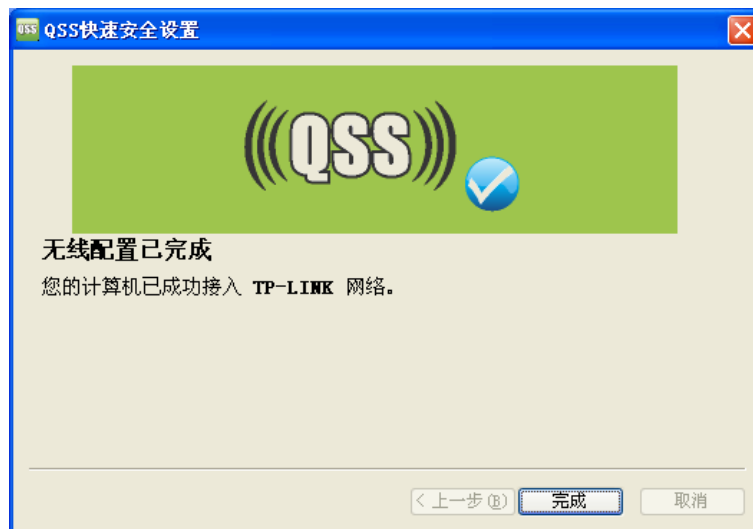 QSS QSS快速安全设置
(((QSS)))
无线配置已完成
您的计算机已成功接入 TP-LINK 网络。
< 上一步(B) 完成 取消